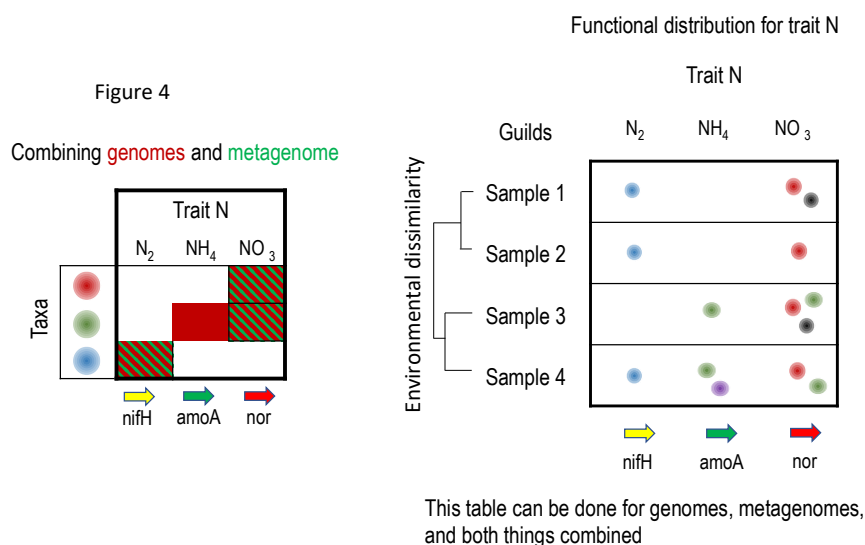 Figure 4
Combining genomes and metagenome
Trait N
N₂ NH₄ NO ₃
Taxa
nifH amoA nor
Functional distribution for trait N
Trait N
Guilds N₂ NH₄ NO ₃
Environmental dissimilarity
Sample 1
Sample 2
Sample 3
Sample 4
nifH amoA nor
This table can be done for genomes, metagenomes,
and both things combined